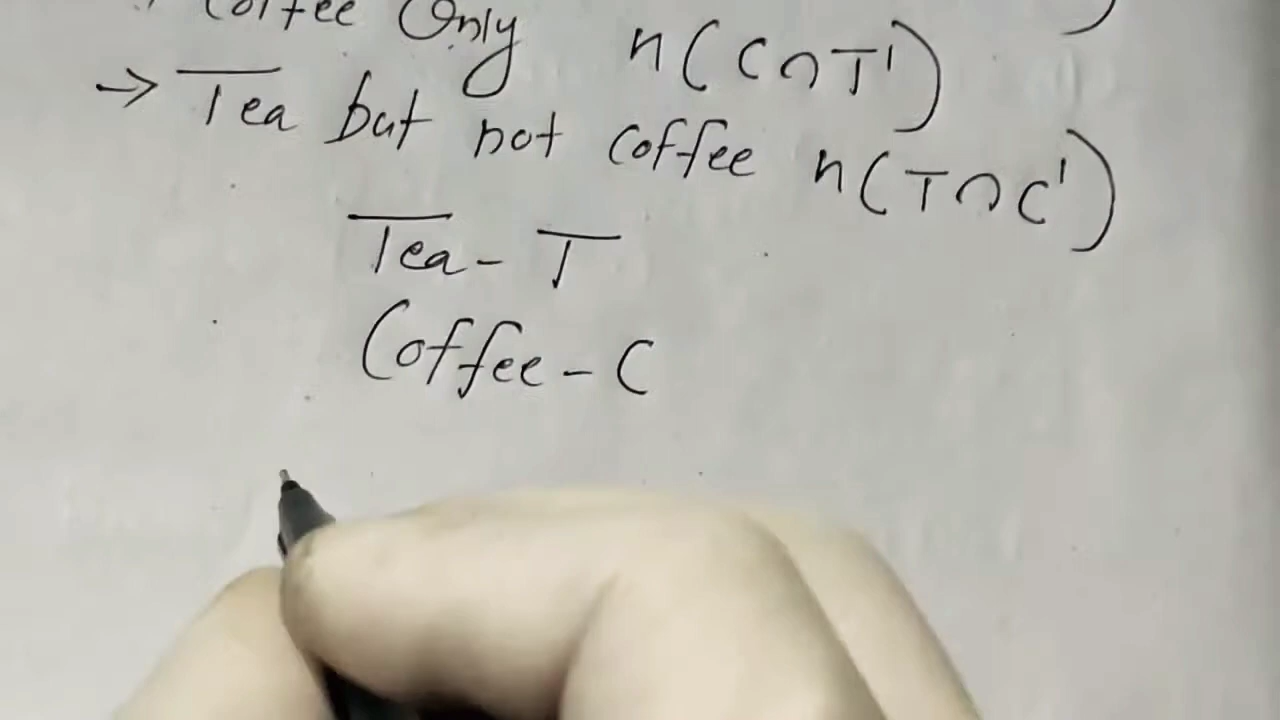 Coffee Only n(C∩T')
→ Tea but not Coffee n(T∩C')
Tea - T
Coffee - C